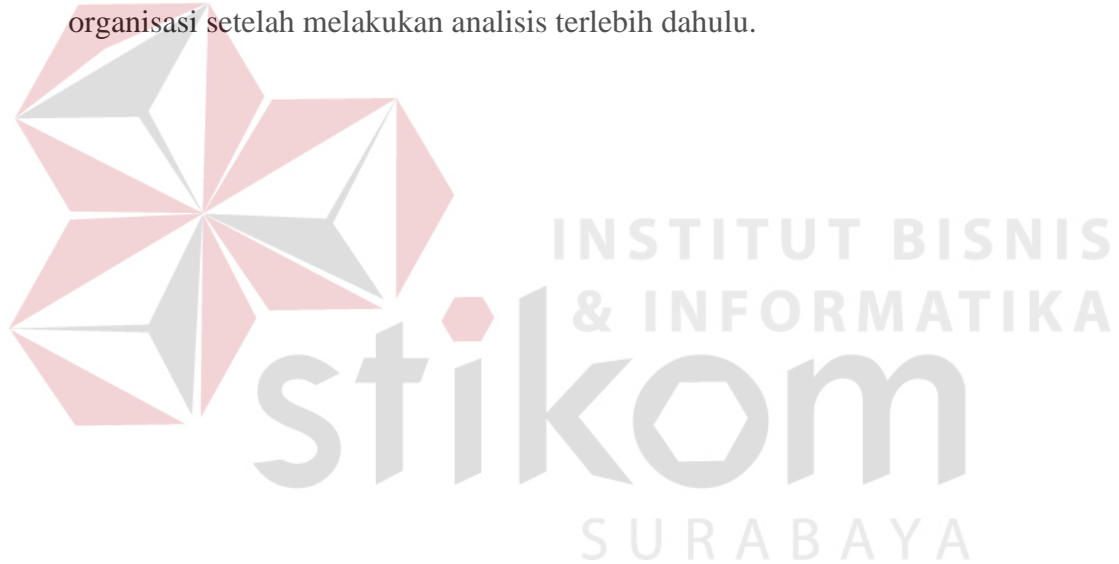 organisasi setelah melakukan analisis terlebih dahulu.
INSTITUT BISNIS
& INFORMATIKA
stikom
SURABAYA